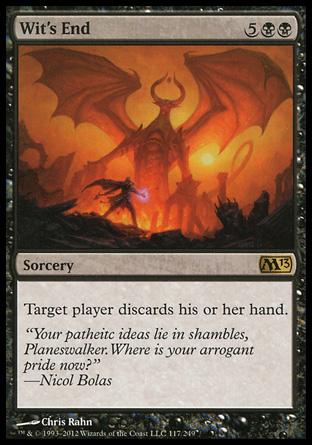 Wit's End 5
Sorcery M13
Target player discards his or her hand.
“Your patheitc ideas lie in shambles,
Planeswalker.Where is your arrogant
pride now?”
—Nicol Bolas
Chris Rahn
™ & © 1993–2012 Wizards of the Coast LLC 117/249